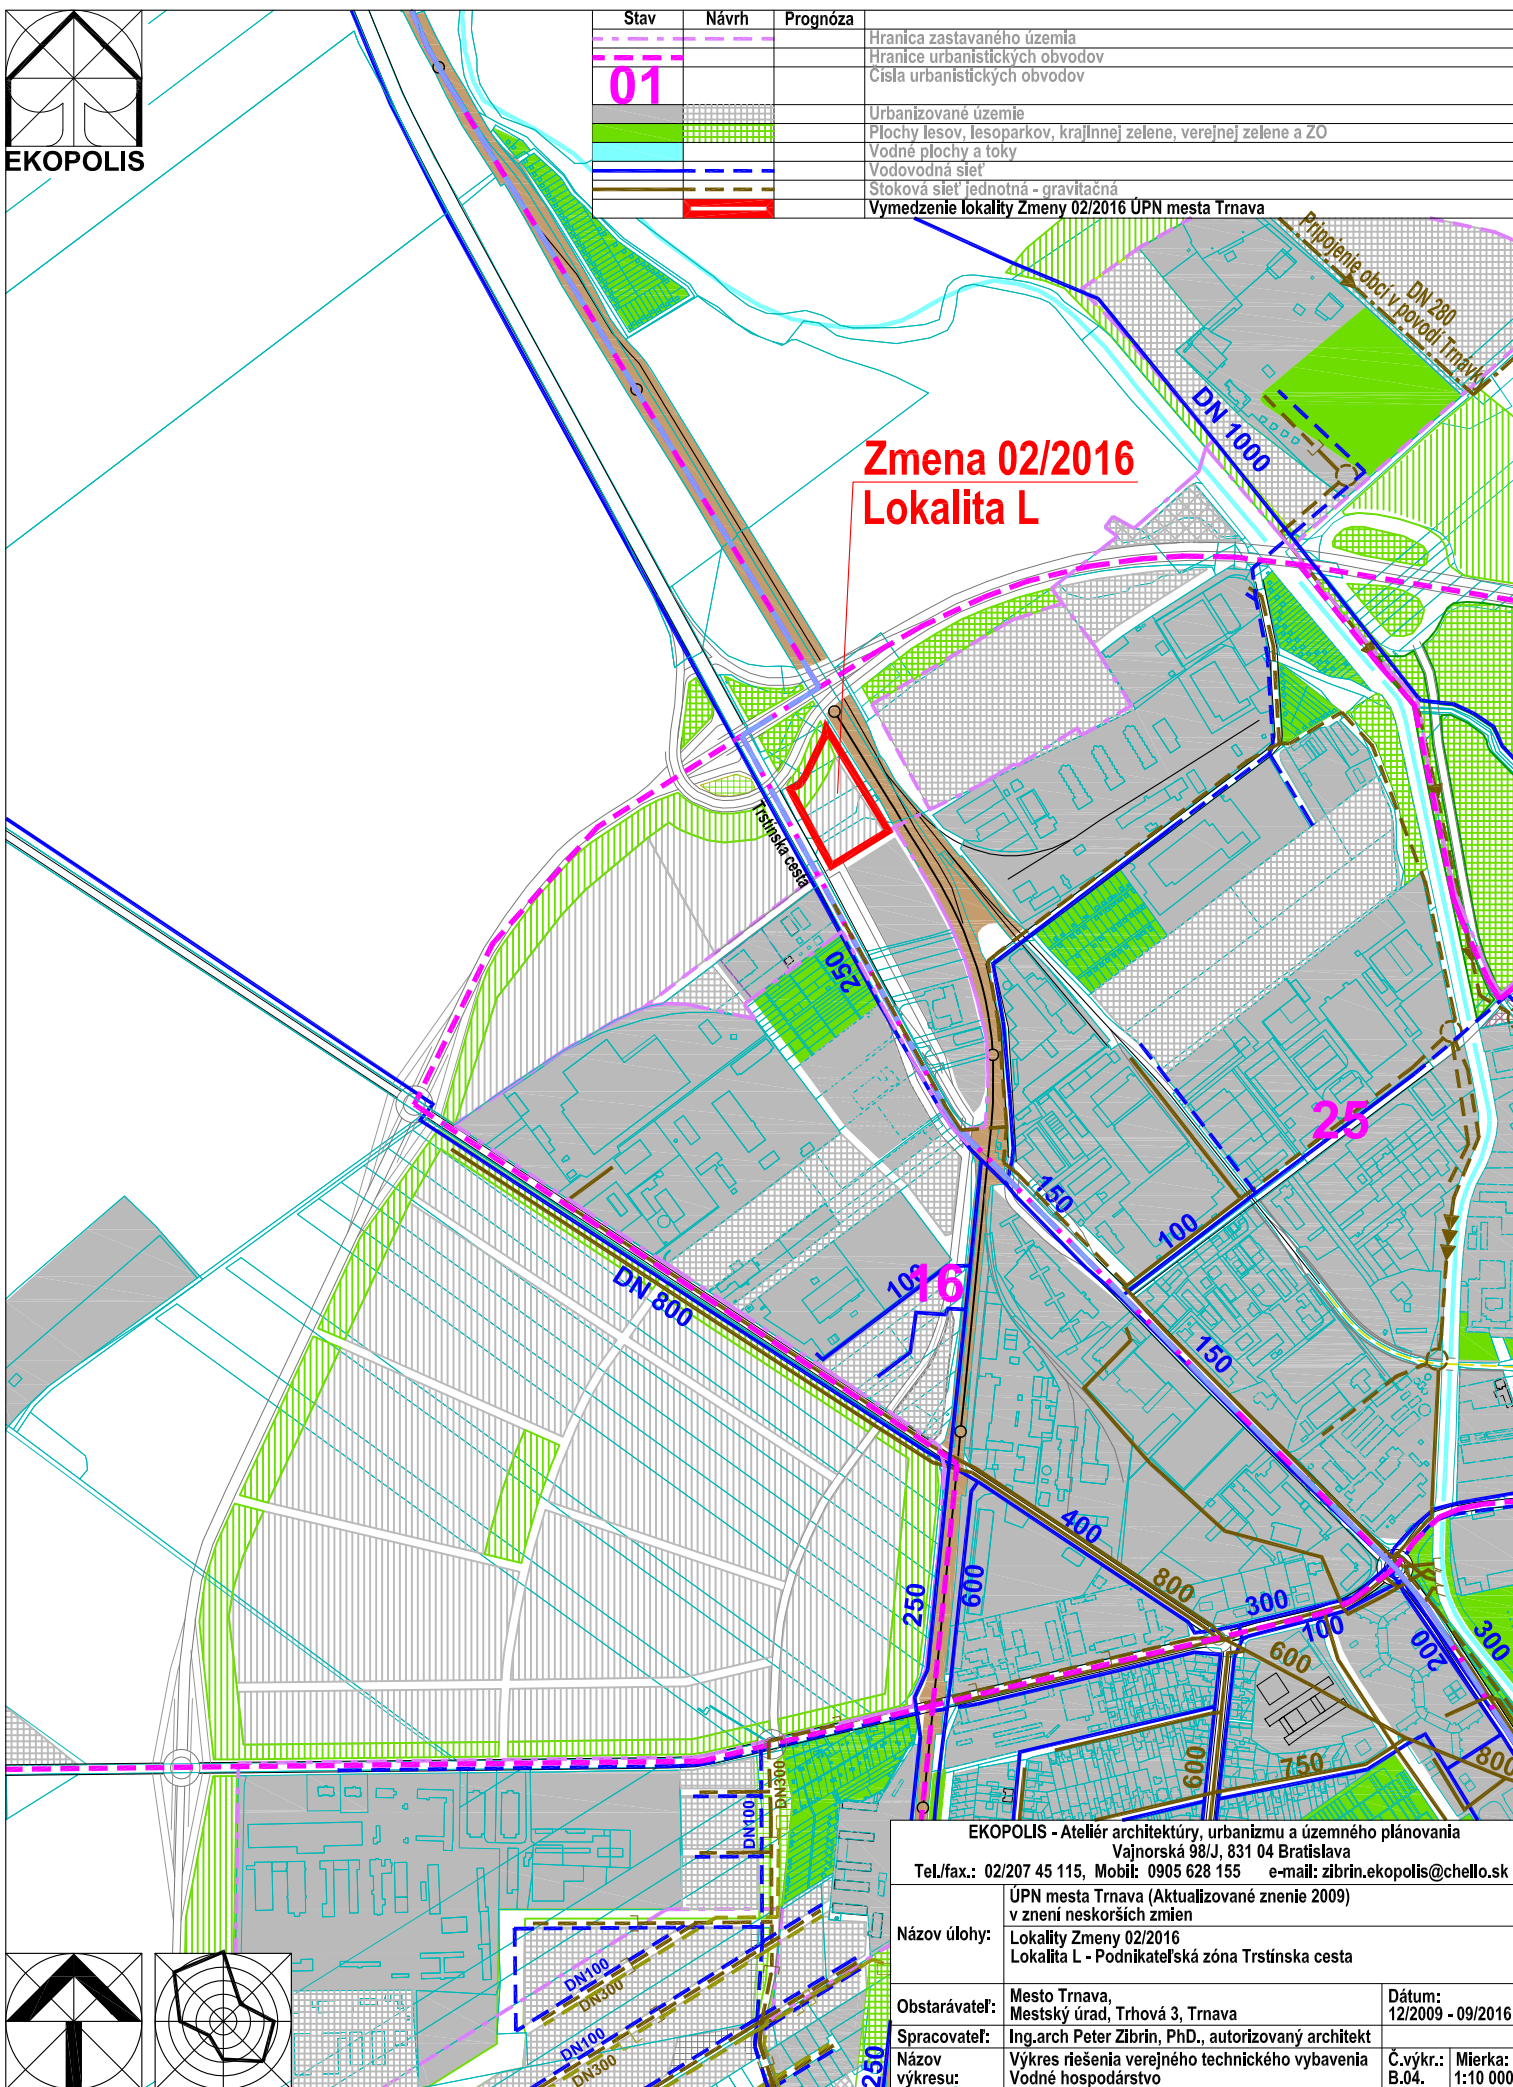 EKOPOLIS
Stav Návrh Prognóza
Hranica zastavaného územia
Hranice urbanistických obvodov
01
Čísla urbanistických obvodov
Urbanizované územie
Plochy lesov, lesoparkov, krajinnej zelene, verejnej zelene a ZO
Vodné plochy a toky
Vodovodná sieť
Stoková sieť jednotná - gravitačná
Vymedzenie lokality Zmeny 02/2016 ÚPN mesta Trnava
Pripojenie obcí v povodí Trnávky
DN 280
DN 1000
Zmena 02/2016
Lokalita L
Trstínska cesta
250
25
150
100
100
16
DN 800
150
400
800
300
100
600
250
600
200
300
600
750
800
DN300
DN100
DN100
DN300
DN100
DN300
250
EKOPOLIS - Ateliér architektúry, urbanizmu a územného plánovania
Vajnorská 98/J, 831 04 Bratislava
Tel./fax.: 02/207 45 115, Mobil: 0905 628 155 e-mail: zibrin.ekopolis@chello.sk
Názov úlohy:
ÚPN mesta Trnava (Aktualizované znenie 2009)
v znení neskorších zmien
Lokality Zmeny 02/2016
Lokalita L - Podnikateľská zóna Trstínska cesta
Obstarávateľ:
Mesto Trnava,
Mestský úrad, Trhová 3, Trnava
Dátum:
12/2009 - 09/2016
Spracovateľ: Ing.arch Peter Zibrin, PhD., autorizovaný architekt
Názov
výkresu:
Výkres riešenia verejného technického vybavenia
Vodné hospodárstvo
Č.výkr.:
B.04.
Mierka:
1:10 000